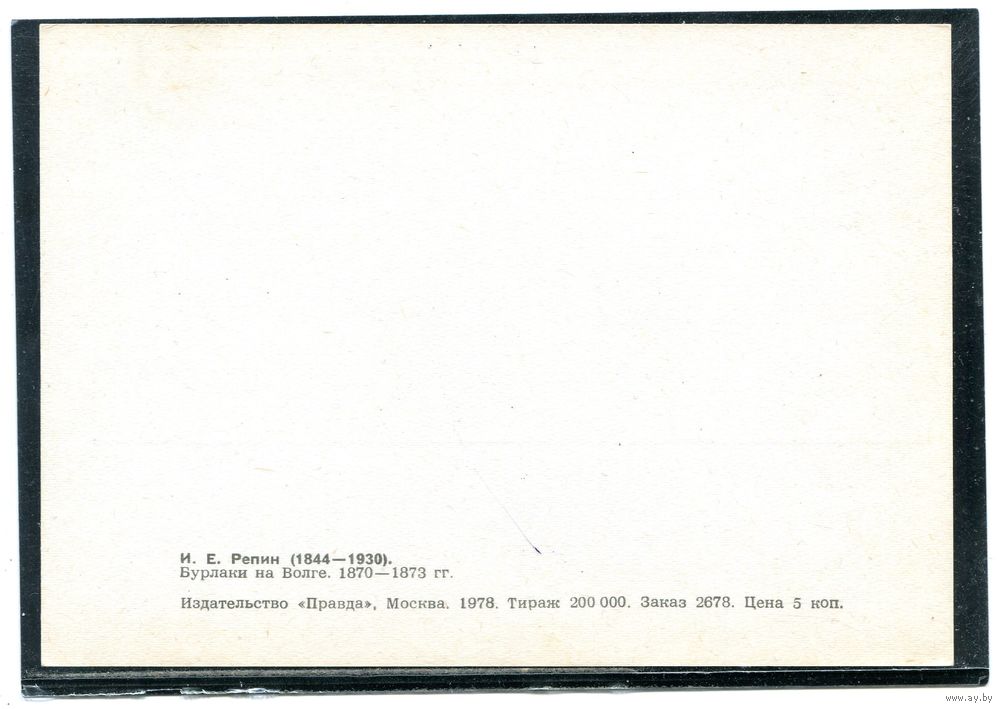 И. Е. Репин (1844—1930).
Бурлаки на Волге. 1870—1873 гг.
Издательство «Правда», Москва. 1978. Тираж 200 000. Заказ 2678. Цена 5 коп.
www.ay.by